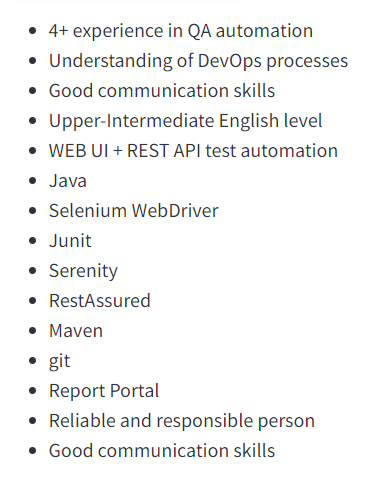 4+ experience in QA automation
Understanding of DevOps processes
Good communication skills
Upper-Intermediate English level
WEB UI + REST API test automation
Java
Selenium WebDriver
Junit
Serenity
RestAssured
Maven
git
Report Portal
Reliable and responsible person
Good communication skills